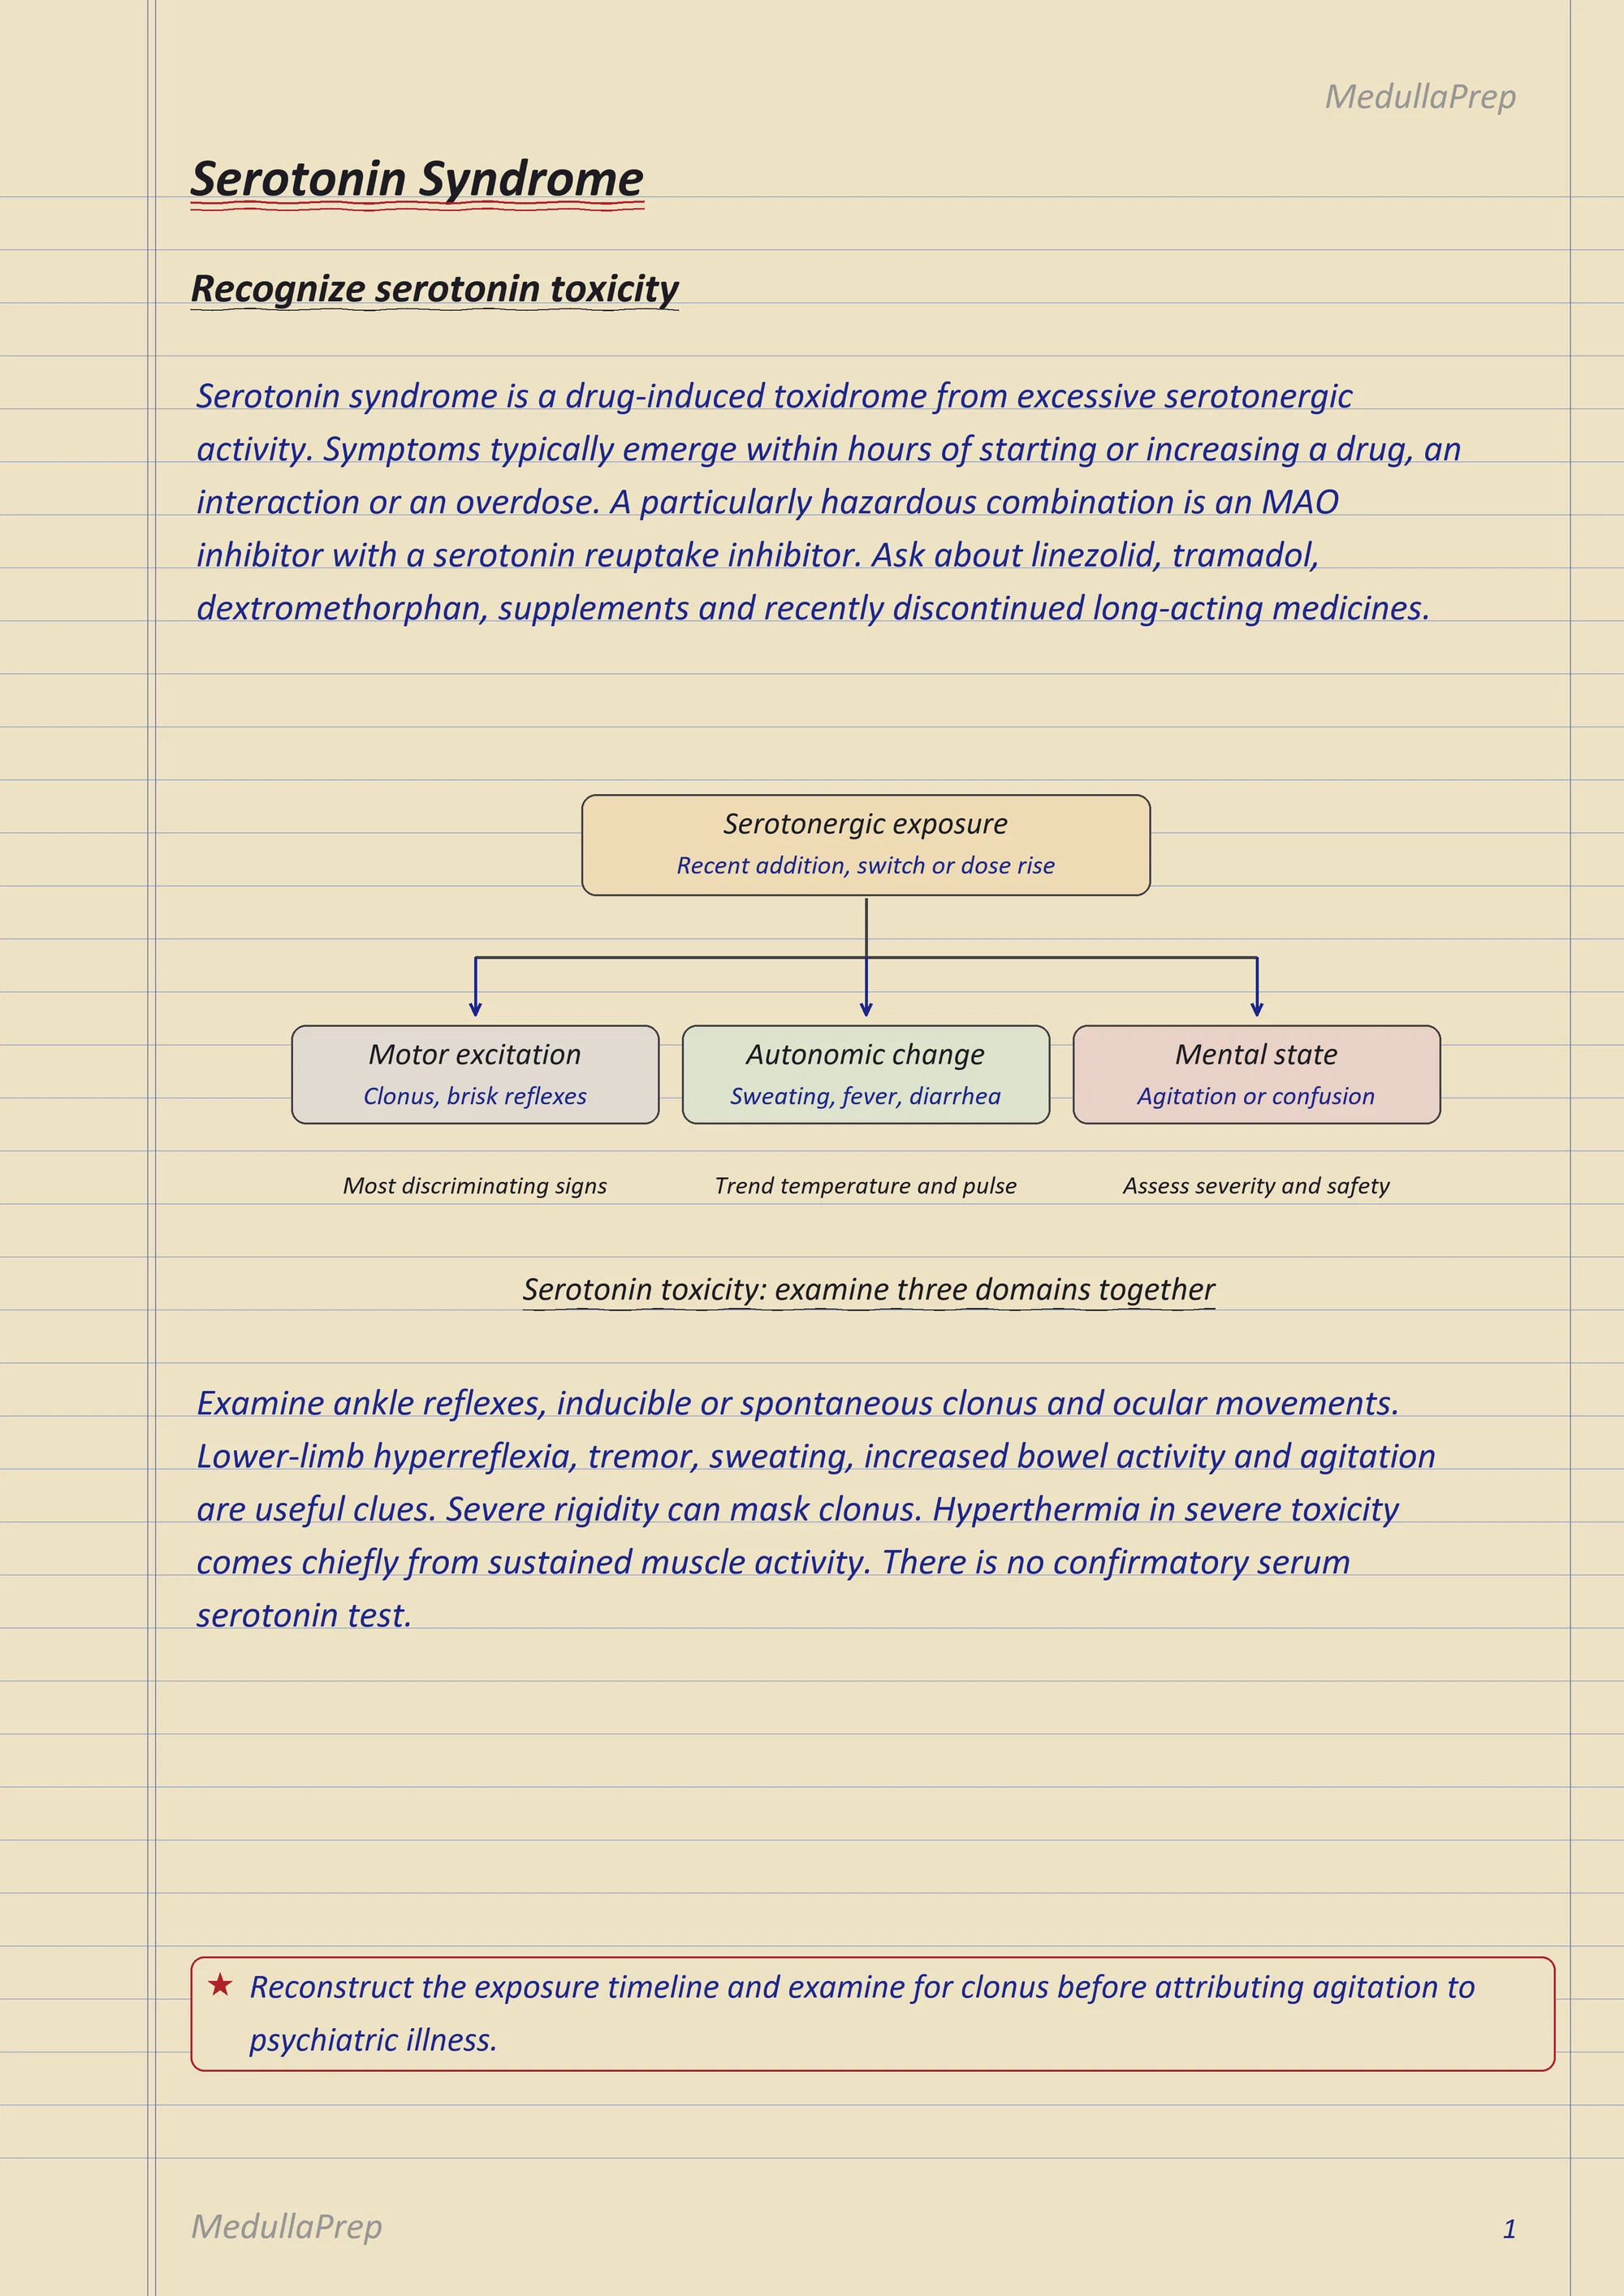 MedullaPrep
Serotonin Syndrome
Recognize serotonin toxicity
Serotonin syndrome is a drug-induced toxidrome from excessive serotonergic
activity. Symptoms typically emerge within hours of starting or increasing a drug, an
interaction or an overdose. A particularly hazardous combination is an MAO
inhibitor with a serotonin reuptake inhibitor. Ask about linezolid, tramadol,
dextromethorphan, supplements and recently discontinued long-acting medicines.
Serotonergic exposure
Recent addition, switch or dose rise
Motor excitation
Clonus, brisk reflexes
Autonomic change
Sweating, fever, diarrhea
Mental state
Agitation or confusion
Most discriminating signs
Trend temperature and pulse
Assess severity and safety
Serotonin toxicity: examine three domains together
Examine ankle reflexes, inducible or spontaneous clonus and ocular movements.
Lower-limb hyperreflexia, tremor, sweating, increased bowel activity and agitation
are useful clues. Severe rigidity can mask clonus. Hyperthermia in severe toxicity
comes chiefly from sustained muscle activity. There is no confirmatory serum
serotonin test.
★ Reconstruct the exposure timeline and examine for clonus before attributing agitation to
psychiatric illness.
MedullaPrep
1